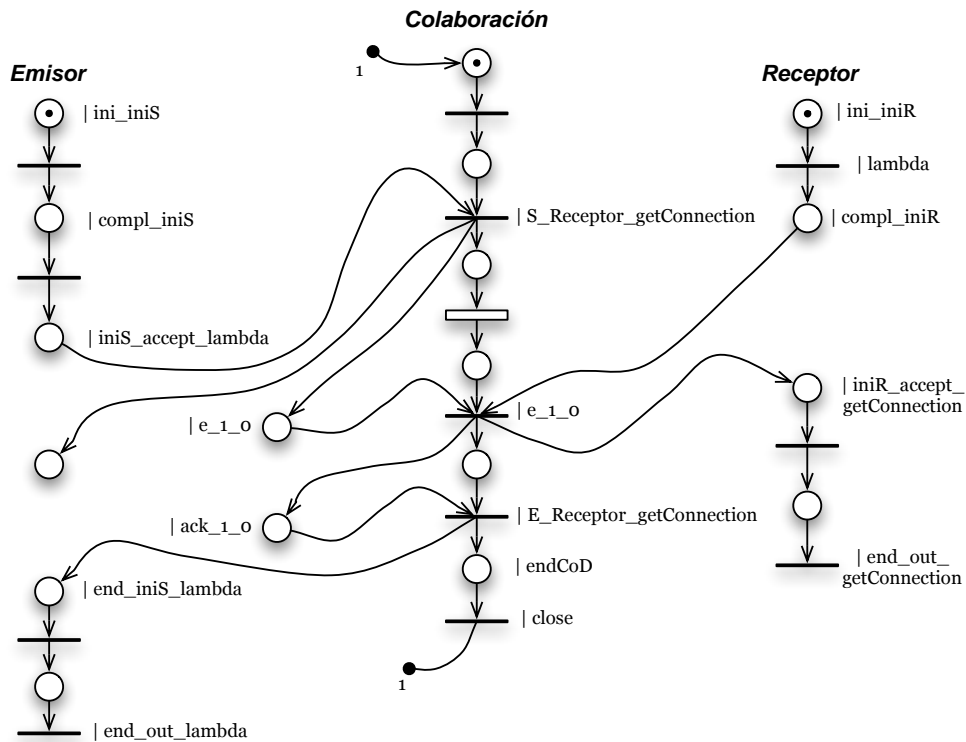 Colaboración
Emisor
Receptor
1
| ini_iniS
| ini_iniR
| lambda
| compl_iniS
| S_Receptor_getConnection
| compl_iniR
| iniS_accept_lambda
| e_1_0
| e_1_0
| iniR_accept_
getConnection
| ack_1_0
| E_Receptor_getConnection
| end_iniS_lambda
| endCoD
| end_out_
getConnection
| close
1
| end_out_lambda